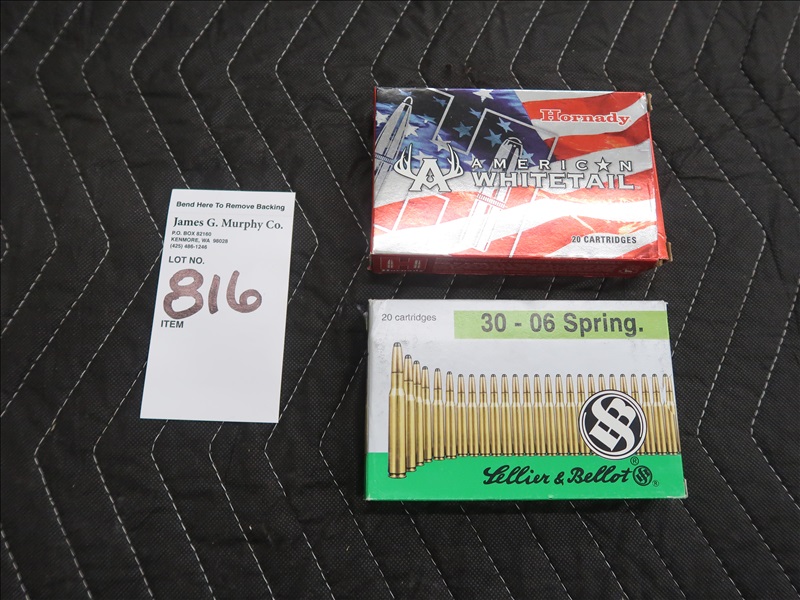 Bend Here To Remove Backing
James G. Murphy Co.
P.O. BOX 82160
KENMORE, WA 98028
(425) 486-1246
LOT NO.
816
ITEM
Hornady
AMERICAN
WHITETAIL
20 CARTRIDGES
20 cartridges
30 - 06 Spring.
Sellier & Bellot